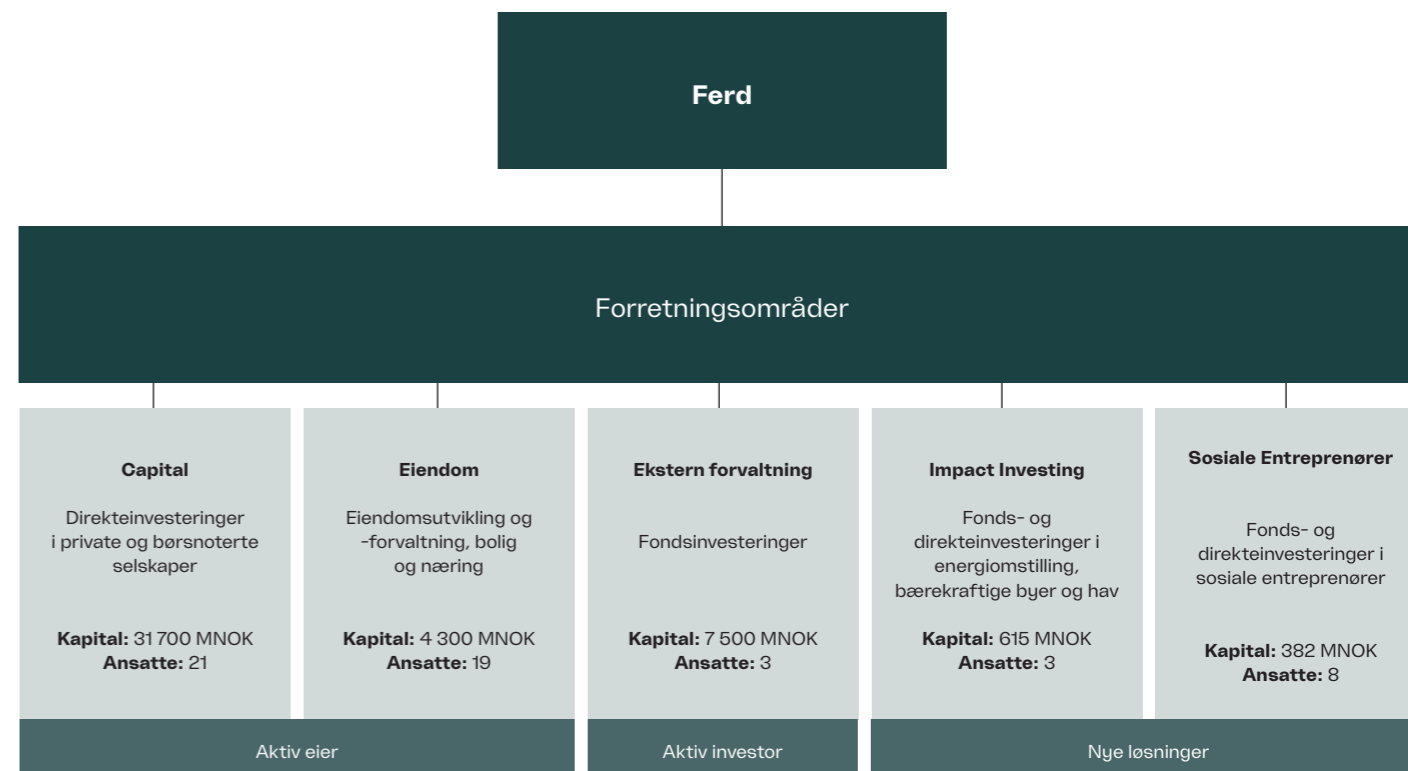 Ferd
Forretningsområder
Capital
Direkteinvesteringer
i private og børsnoterte
selskaper
Kapital: 31 700 MNOK
Ansatte: 21
Eiendom
Eiendomsutvikling og
-forvaltning, bolig
og næring
Kapital: 4 300 MNOK
Ansatte: 19
Ekstern forvaltning
Fondsinvesteringer
Kapital: 7 500 MNOK
Ansatte: 3
Impact Investing
Fonds- og
direkteinvesteringer i
energiomstilling,
bærekraftige byer og hav
Kapital: 615 MNOK
Ansatte: 3
Sosiale Entreprenører
Fonds- og
direkteinvesteringer i
sosiale entreprenører
Kapital: 382 MNOK
Ansatte: 8
Aktiv eier
Aktiv investor
Nye løsninger